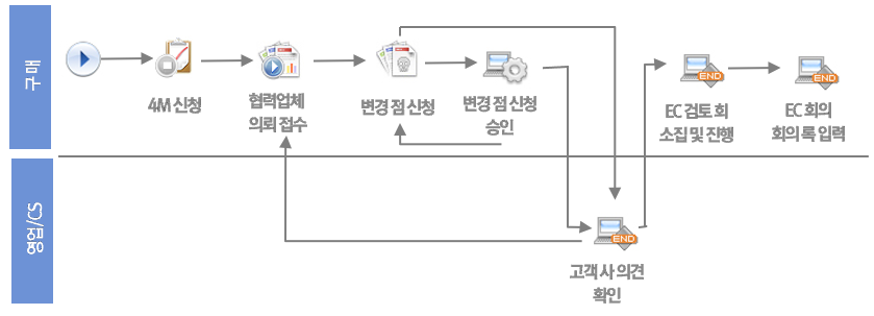 구매
4M 신청
협력업체
의뢰 접수
변경 점 신청
변경 점 신청
승인
EC 검토 회
소집 및 진행
EC 회의
회의 록 입력
END
END
영업/CS
END
고객 사 의견
확인